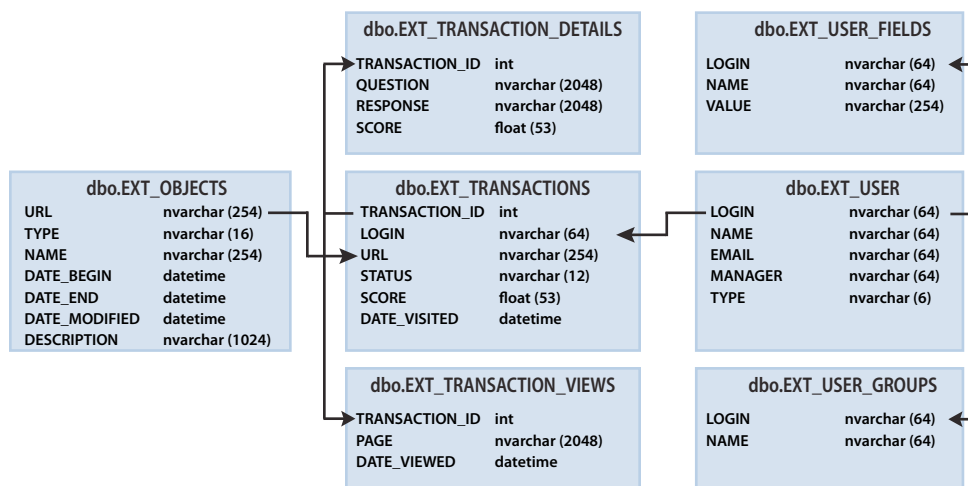 dbo.EXT_TRANSACTION_DETAILS
TRANSACTION_ID int
QUESTION nvarchar (2048)
RESPONSE nvarchar (2048)
SCORE float (53)
dbo.EXT_USER_FIELDS
LOGIN nvarchar (64)
NAME nvarchar (64)
VALUE nvarchar (254)
dbo.EXT_OBJECTS
URL nvarchar (254)
TYPE nvarchar (16)
NAME nvarchar (254)
DATE_BEGIN datetime
DATE_END datetime
DATE_MODIFIED datetime
DESCRIPTION nvarchar (1024)
dbo.EXT_TRANSACTIONS
TRANSACTION_ID int
LOGIN nvarchar (64)
URL nvarchar (254)
STATUS nvarchar (12)
SCORE float (53)
DATE_VISITED datetime
dbo.EXT_USER
LOGIN nvarchar (64)
NAME nvarchar (64)
EMAIL nvarchar (64)
MANAGER nvarchar (64)
TYPE nvarchar (6)
dbo.EXT_TRANSACTION_VIEWS
TRANSACTION_ID int
PAGE nvarchar (2048)
DATE_VIEWED datetime
dbo.EXT_USER_GROUPS
LOGIN nvarchar (64)
NAME nvarchar (64)